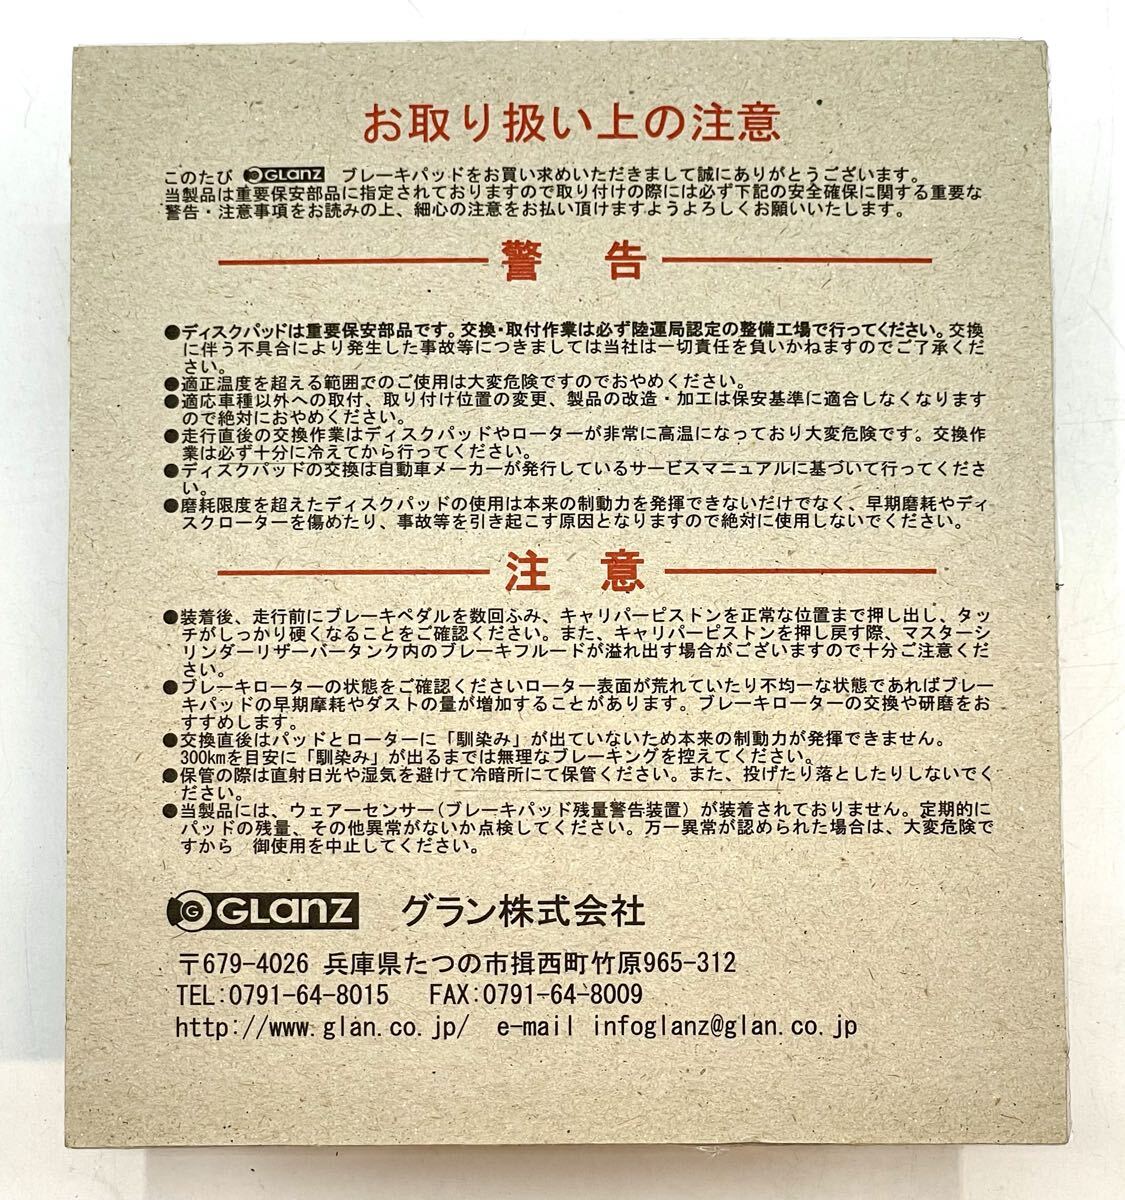 お取り扱い上の注意
このたび GLanz ブレーキパッドをお買い求めいただきまして誠にありがとうございます。
当製品は重要保安部品に指定されておりますので取り付けの際には必ず下記の安全確保に関する重要な
警告・注意事項をお読みの上、細心の注意をお払い頂けますようよろしくお願いいたします。
警 告
●ディスクパッドは重要保安部品です。交換・取付作業は必ず陸運局認定の整備工場で行ってください。交換
に伴う不具合により発生した事故等につきましては当社は一切責任を負いかねますのでご了承くだ
さい。
●適正温度を超える範囲でのご使用は大変危険ですのでおやめください。
●適応車種以外への取付、取り付け位置の変更、製品の改造・加工は保安基準に適合しなくなります
ので絶対におやめください。
●走行直後の交換作業はディスクパッドやローターが非常に高温になっており大変危険です。交換作
業は必ず十分に冷えてから行ってください。
●ディスクパッドの交換は自動車メーカーが発行しているサービスマニュアルに基づいて行ってくださ
い。
●磨耗限度を超えたディスクパッドの使用は本来の制動力を発揮できないだけでなく、早期磨耗やディ
スクローターを傷めたり、事故等を引き起こす原因となりますので絶対に使用しないでください。
注 意
●装着後、走行前にブレーキペダルを数回ふみ、キャリパーピストンを正常な位置まで押し出し、タッ
チがしっかり硬くなることをご確認ください。また、キャリパーピストンを押し戻す際、マスターシ
リンダーリザーバータンク内のブレーキフルードが溢れ出す場合がございますので十分ご注意くだ
さい。
●ブレーキローターの状態をご確認くださいローター表面が荒れていたり不均一な状態であればブレー
キパッドの早期摩耗やダストの量が増加することがあります。ブレーキローターの交換や研磨をお
すすめします。
●交換直後はパッドとローターに「馴染み」が出ていないため本来の制動力が発揮できません。
300kmを目安に「馴染み」が出るまでは無理なブレーキングを控えてください。
●保管の際は直射日光や湿気を避けて冷暗所にて保管ください。また、投げたり落としたりしないでく
ださい。
●当製品には、ウェアーセンサー(ブレーキパッド残量警告装置)が装着されておりません。定期的に
パッドの残量、その他異常がないか点検してください。万一異常が認められた場合は、大変危険で
すから 御使用を中止してください。
G GLanz グラン株式会社
〒679-4026 兵庫県たつの市揖西町竹原965-312
TEL:0791-64-8015 FAX:0791-64-8009
http://www.glan.co.jp/ e-mail infoglanz@glan.co.jp